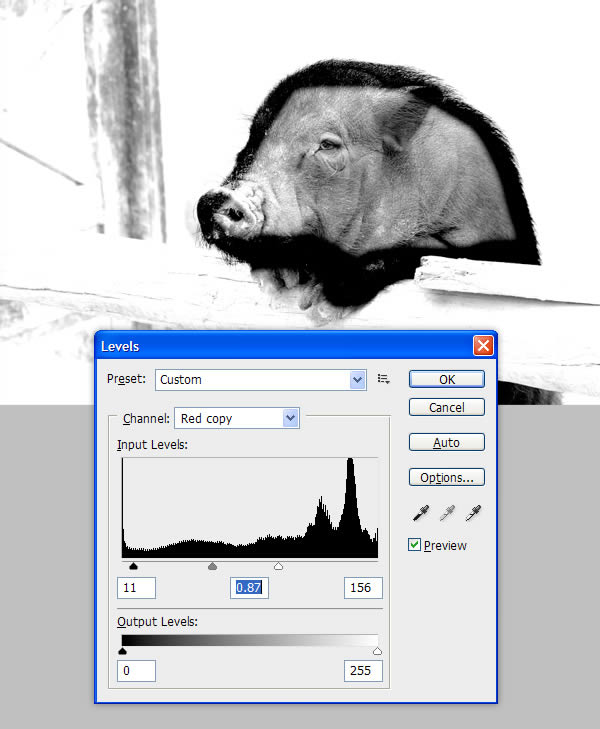 Levels
Preset: Custom
OK
Cancel
Channel: Red copy
Auto
Input Levels:
Options...
Preview
11 0.87 156
Output Levels:
0 255